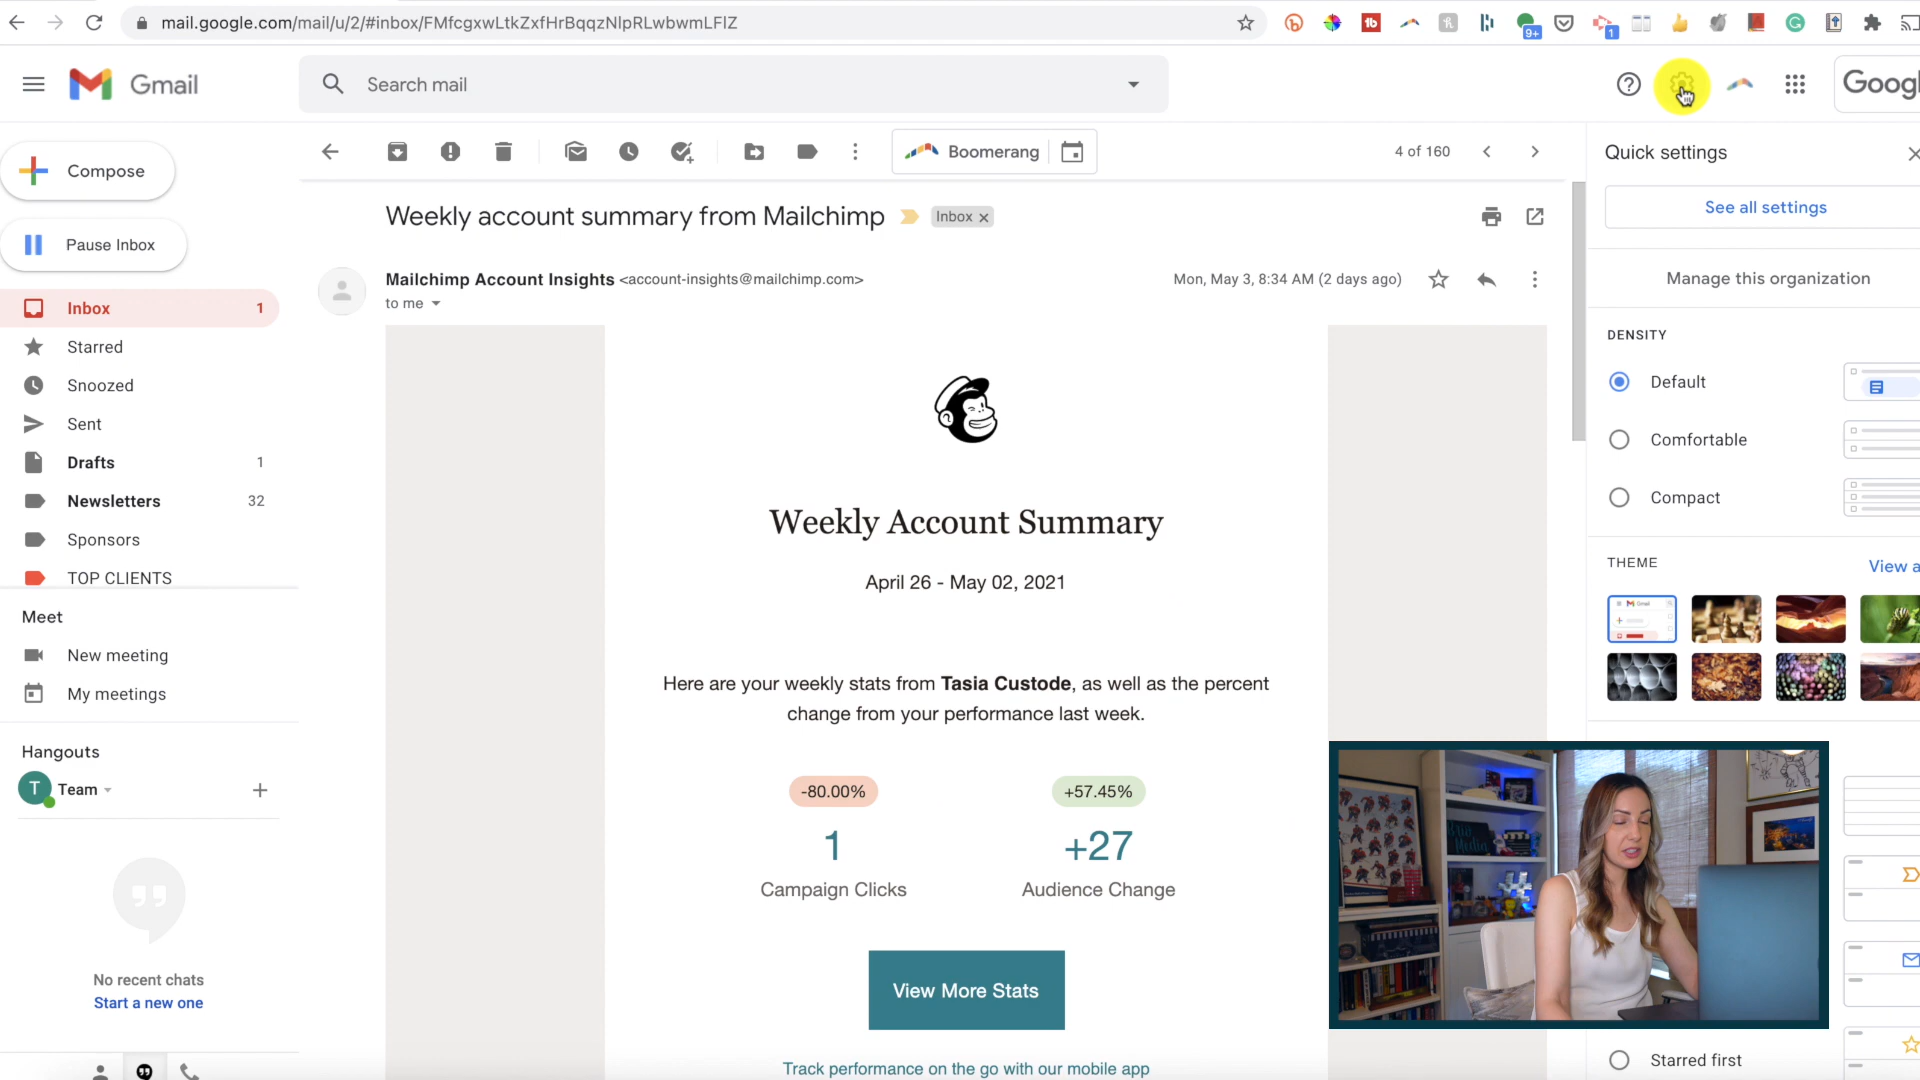 mail.google.com/mail/u/2/#inbox/FMfcgxwLtkZxfHrBqqzNlpRLwbwmLFlZ
9+
1
Gmail
Search mail
Googl
Compose
Boomerang
4 of 160
Quick settings
See all settings
Pause Inbox
Weekly account summary from Mailchimp
Inbox
Manage this organization
Mailchimp Account Insights <account-insights@mailchimp.com>
Mon, May 3, 8:34 AM (2 days ago)
to me
Inbox 1
Starred
Snoozed
Sent
Drafts 1
Newsletters 32
Sponsors
TOP CLIENTS
DENSITY
Default
Comfortable
Compact
THEME
View a
Weekly Account Summary
April 26 - May 02, 2021
Meet
New meeting
My meetings
Here are your weekly stats from Tasia Custode, as well as the percent
change from your performance last week.
Hangouts
T Team
-80.00%
+57.45%
1
+27
Campaign Clicks
Audience Change
No recent chats
Start a new one
View More Stats
Track performance on the go with our mobile app
Starred first